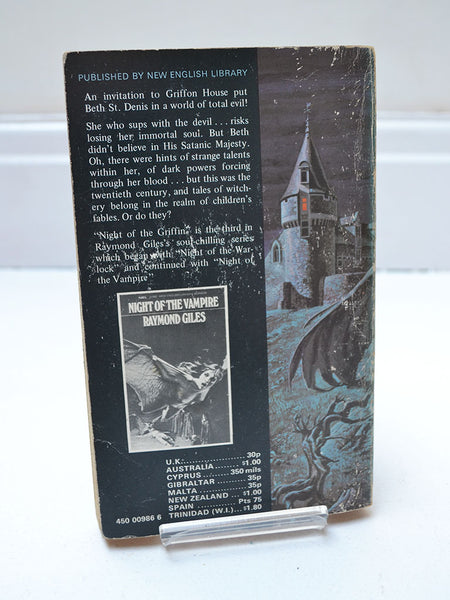 PUBLISHED BY NEW ENGLISH LIBRARY
An invitation to Griffon House put
Beth St. Denis in a world of total evil!
She who sups with the devil . . . risks
losing her immortal soul. But Beth
didn't believe in His Satanic Majesty.
Oh, there were hints of strange talents
within her, of dark powers forcing
through her blood . . . but this was the
twentieth century, and tales of witch-
ery belong in the realm of children's
fables. Or do they?
"Night of the Griffin" is the third in
Raymond Giles's soul-chilling series
which began with "Night of the War-
lock" and continued with "Night of
the Vampire"
NIGHT OF THE VAMPIRE
RAYMOND GILES
U.K. .................... 30p
AUSTRALIA ....... $1.00
CYPRUS ........ 350 mils
GIBRALTAR ........... 35p
MALTA .................. 35p
NEW ZEALAND ... $1.00
SPAIN ............ Pts 75
TRINIDAD (W.I.) ... $1.80
450 00986 6